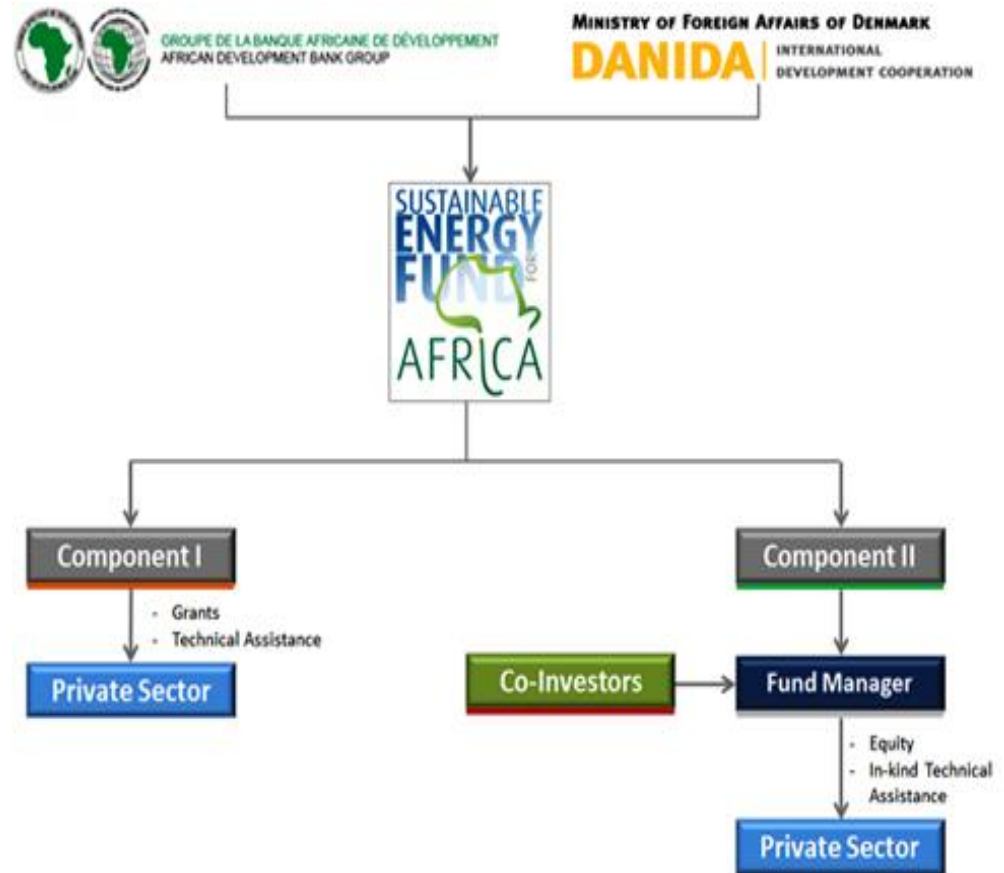 GROUPE DE LA BANQUE AFRICAINE DE DÉVELOPPEMENT
AFRICAN DEVELOPMENT BANK GROUP
MINISTRY OF FOREIGN AFFAIRS OF DENMARK
DANIDA
INTERNATIONAL
DEVELOPMENT COOPERATION
SUSTAINABLE
ENERGY
FUND FOR
AFRICA
Component I
Component II
- Grants
- Technical Assistance
Private Sector
Co-Investors
Fund Manager
- Equity
- In-kind Technical
Assistance
Private Sector